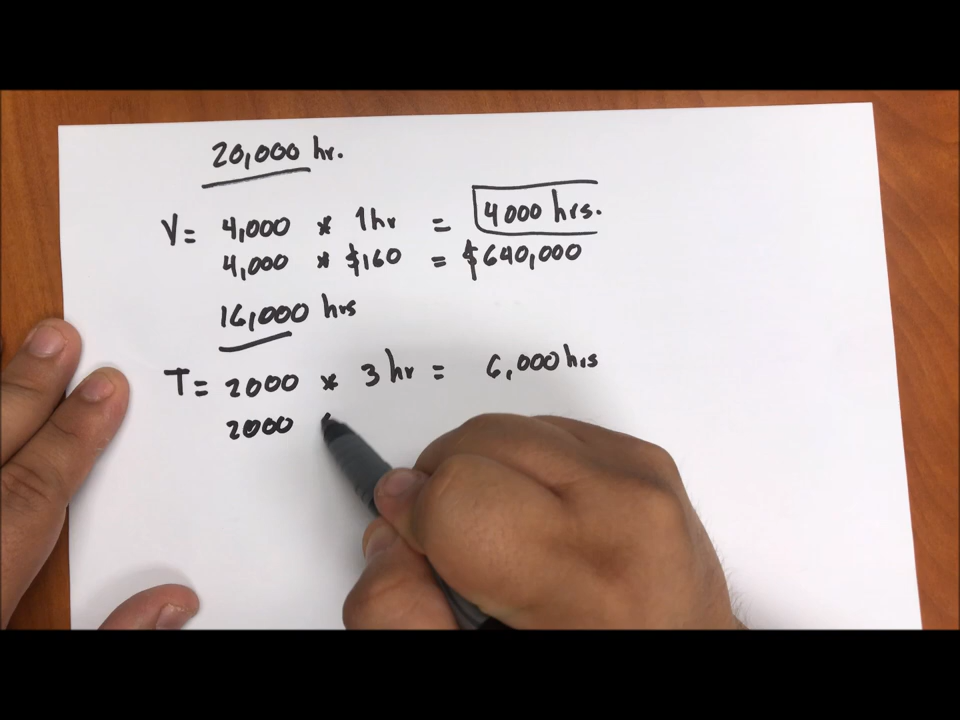 20,000 hr.
V= 4,000 * 1hr = 4000 hrs.
4,000 * $160 = $640,000
16,000 hrs
T= 2000 * 3 hr = 6,000 hrs
2000